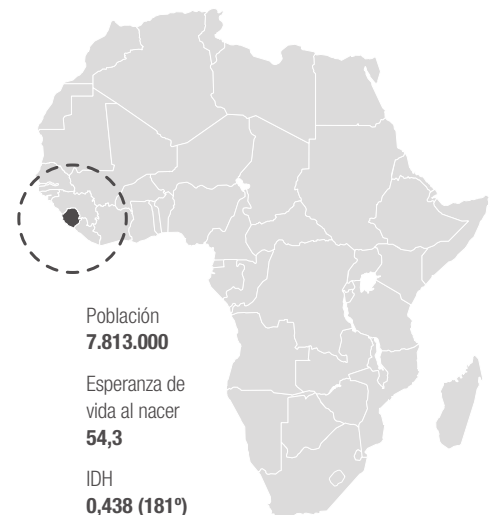 Población
7.813.000
Esperanza de
vida al nacer
54,3
IDH
0,438 (181º)